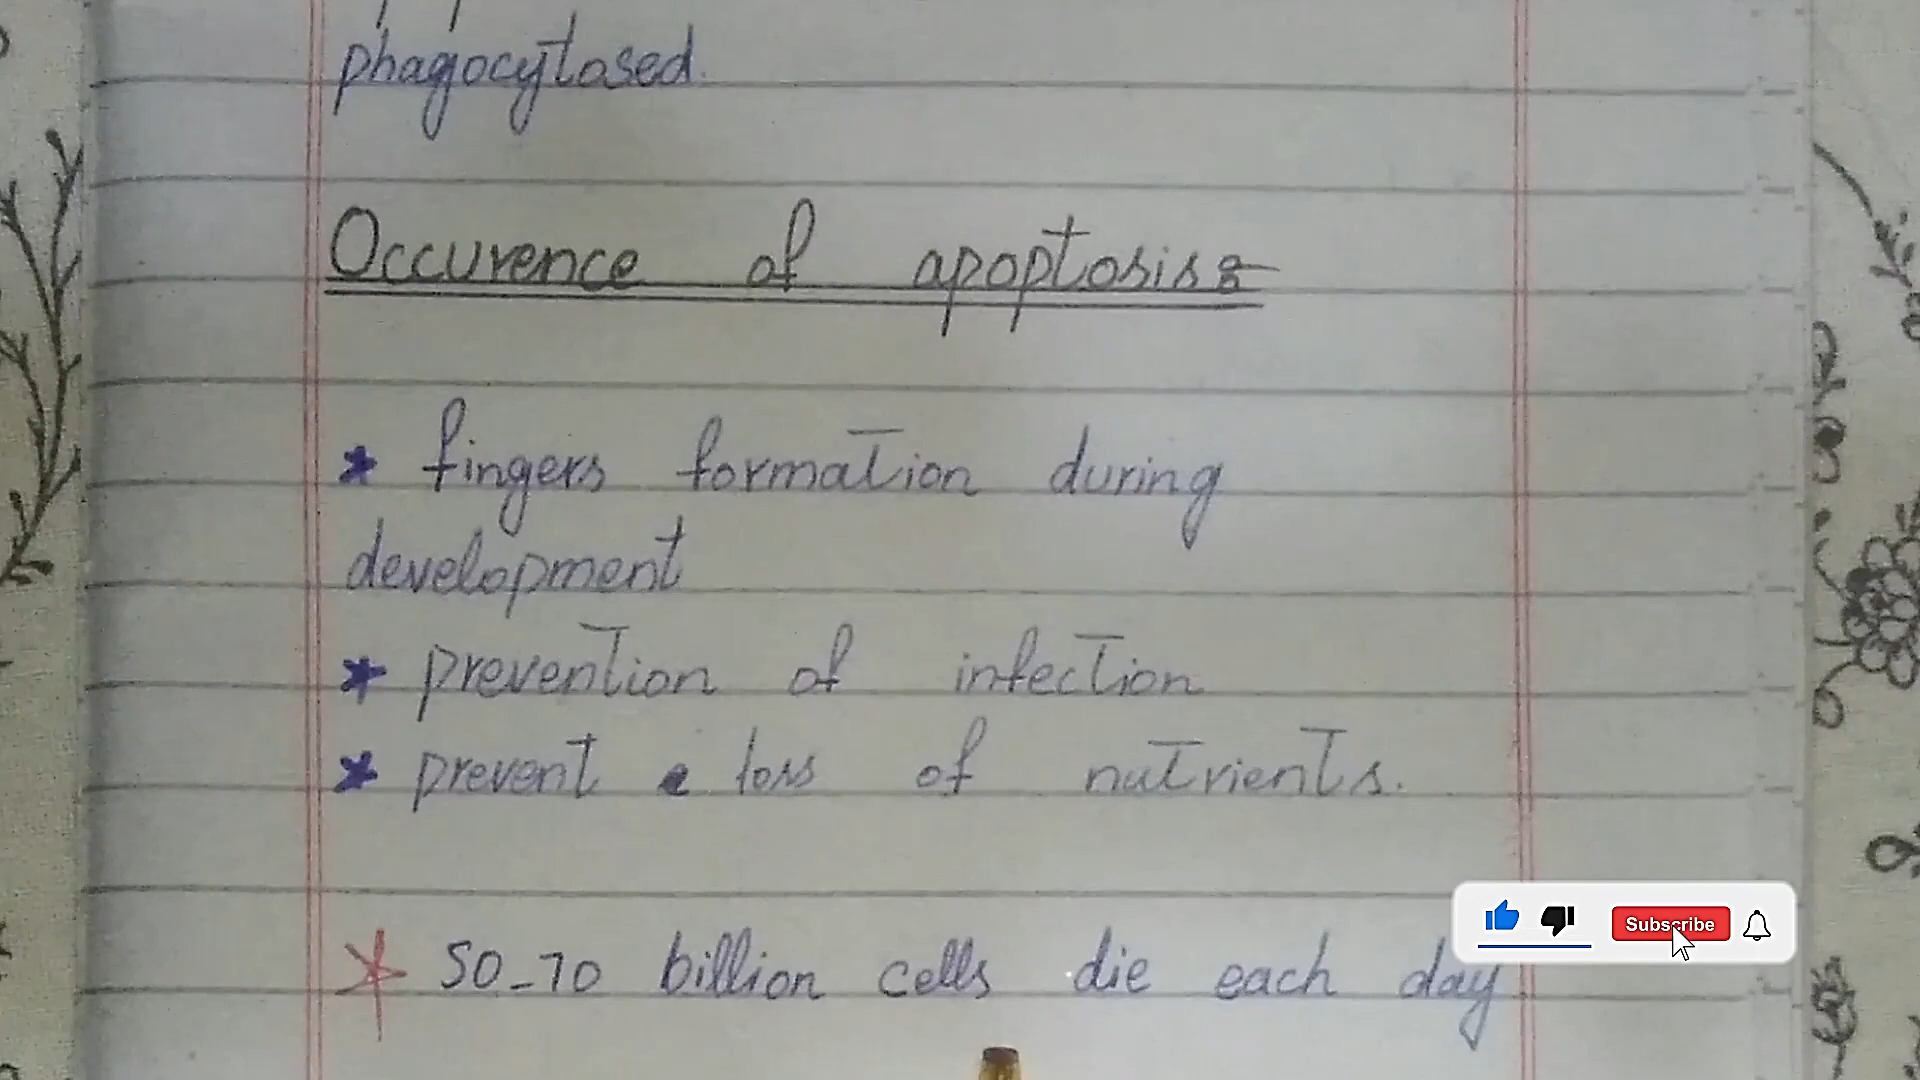 phagocytosed.
Occurence of apoptosis:-
* fingers formation during
development
* prevention of infection
* prevent loss of nutrients.
* 50-70 billion cells die each day
Subscribe